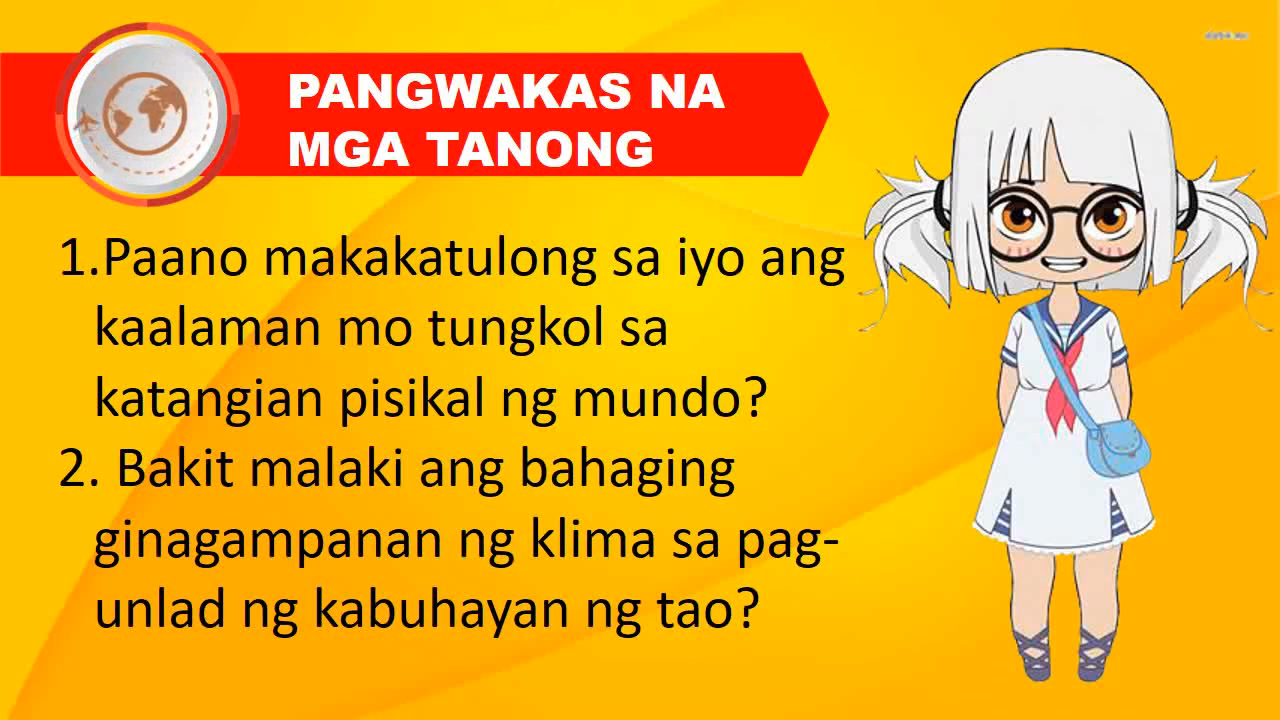 PANGWAKAS NA
MGA TANONG
1.Paano makakatulong sa iyo ang
kaalaman mo tungkol sa
katangian pisikal ng mundo?
2. Bakit malaki ang bahaging
ginagampanan ng klima sa pag-
unlad ng kabuhayan ng tao?